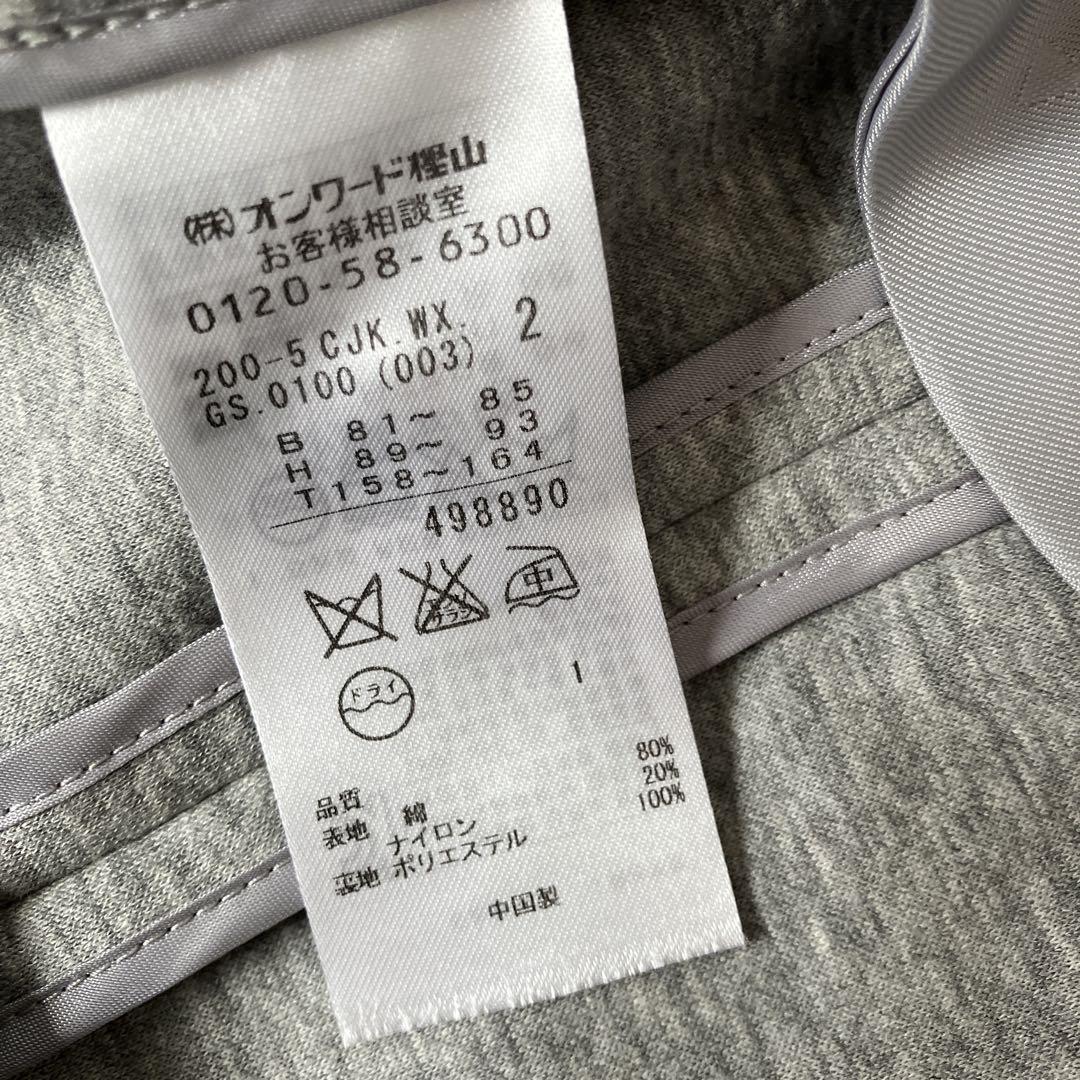 (株)オンワード樫山
お客様相談室
0120-58-6300
200-5 CJK.WX. 2
GS.0100 (003)
B 81～ 85
H 89～ 93
T158～164
498890
中
ドライ
1
品質
表地 綿 80%
ナイロン 20%
裏地 ポリエステル 100%
中国製